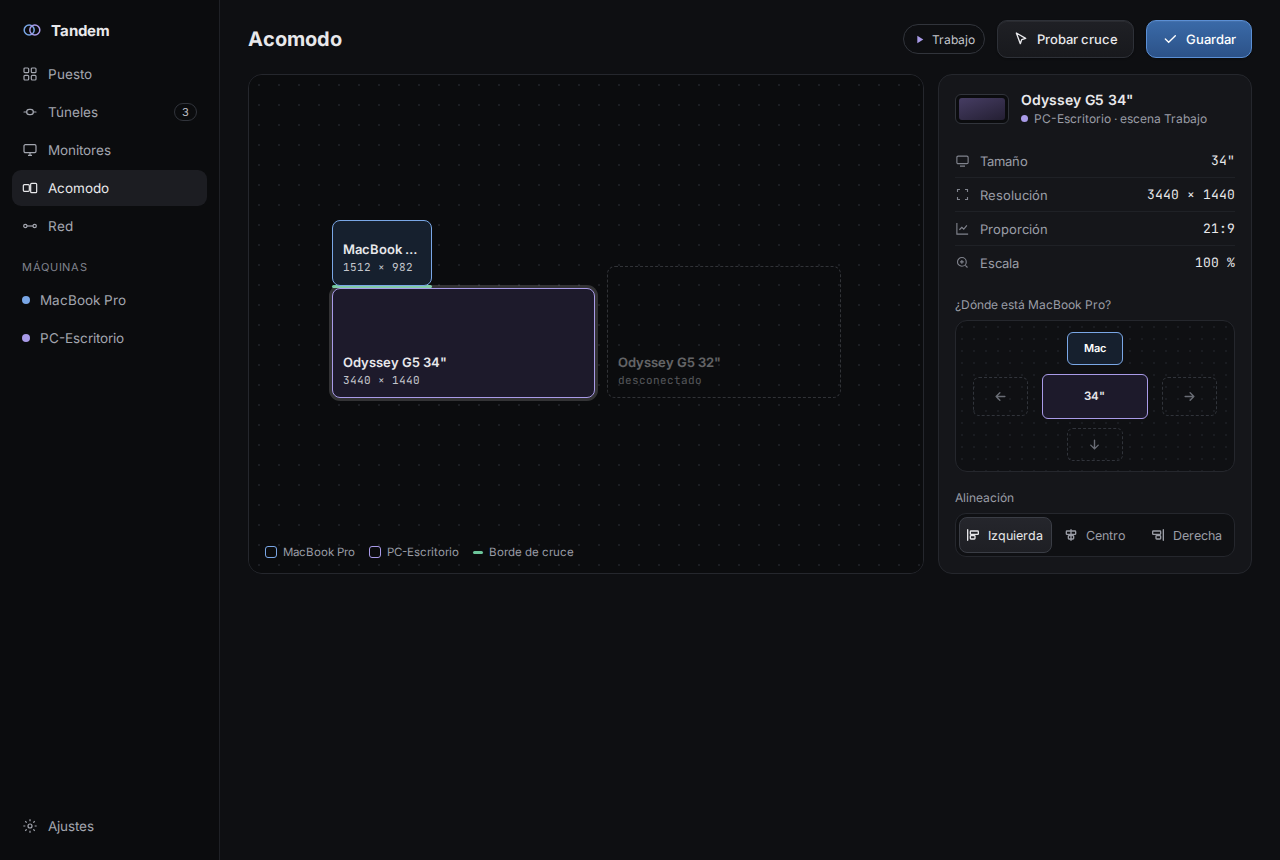 Tandem
Puesto
Túneles
3
Monitores
Acomodo
Red
MÁQUINAS
MacBook Pro
PC-Escritorio
Ajustes
Acomodo
Trabajo
Probar cruce
Guardar
MacBook ...
1512 × 982
Odyssey G5 34"
3440 × 1440
Odyssey G5 32"
desconectado
MacBook Pro
PC-Escritorio
Borde de cruce
Odyssey G5 34"
PC-Escritorio · escena Trabajo
Tamaño
34"
Resolución
3440 × 1440
Proporción
21:9
Escala
100 %
¿Dónde está MacBook Pro?
Mac
34"
Alineación
Izquierda
Centro
Derecha